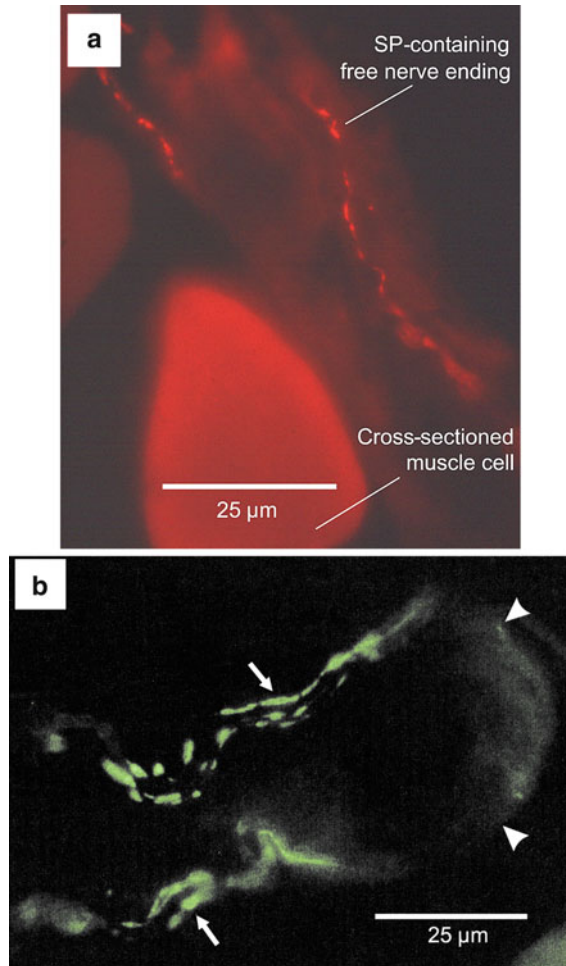 a
SP-containing
free nerve ending
Cross-sectioned
muscle cell
25 µm
b
25 µm